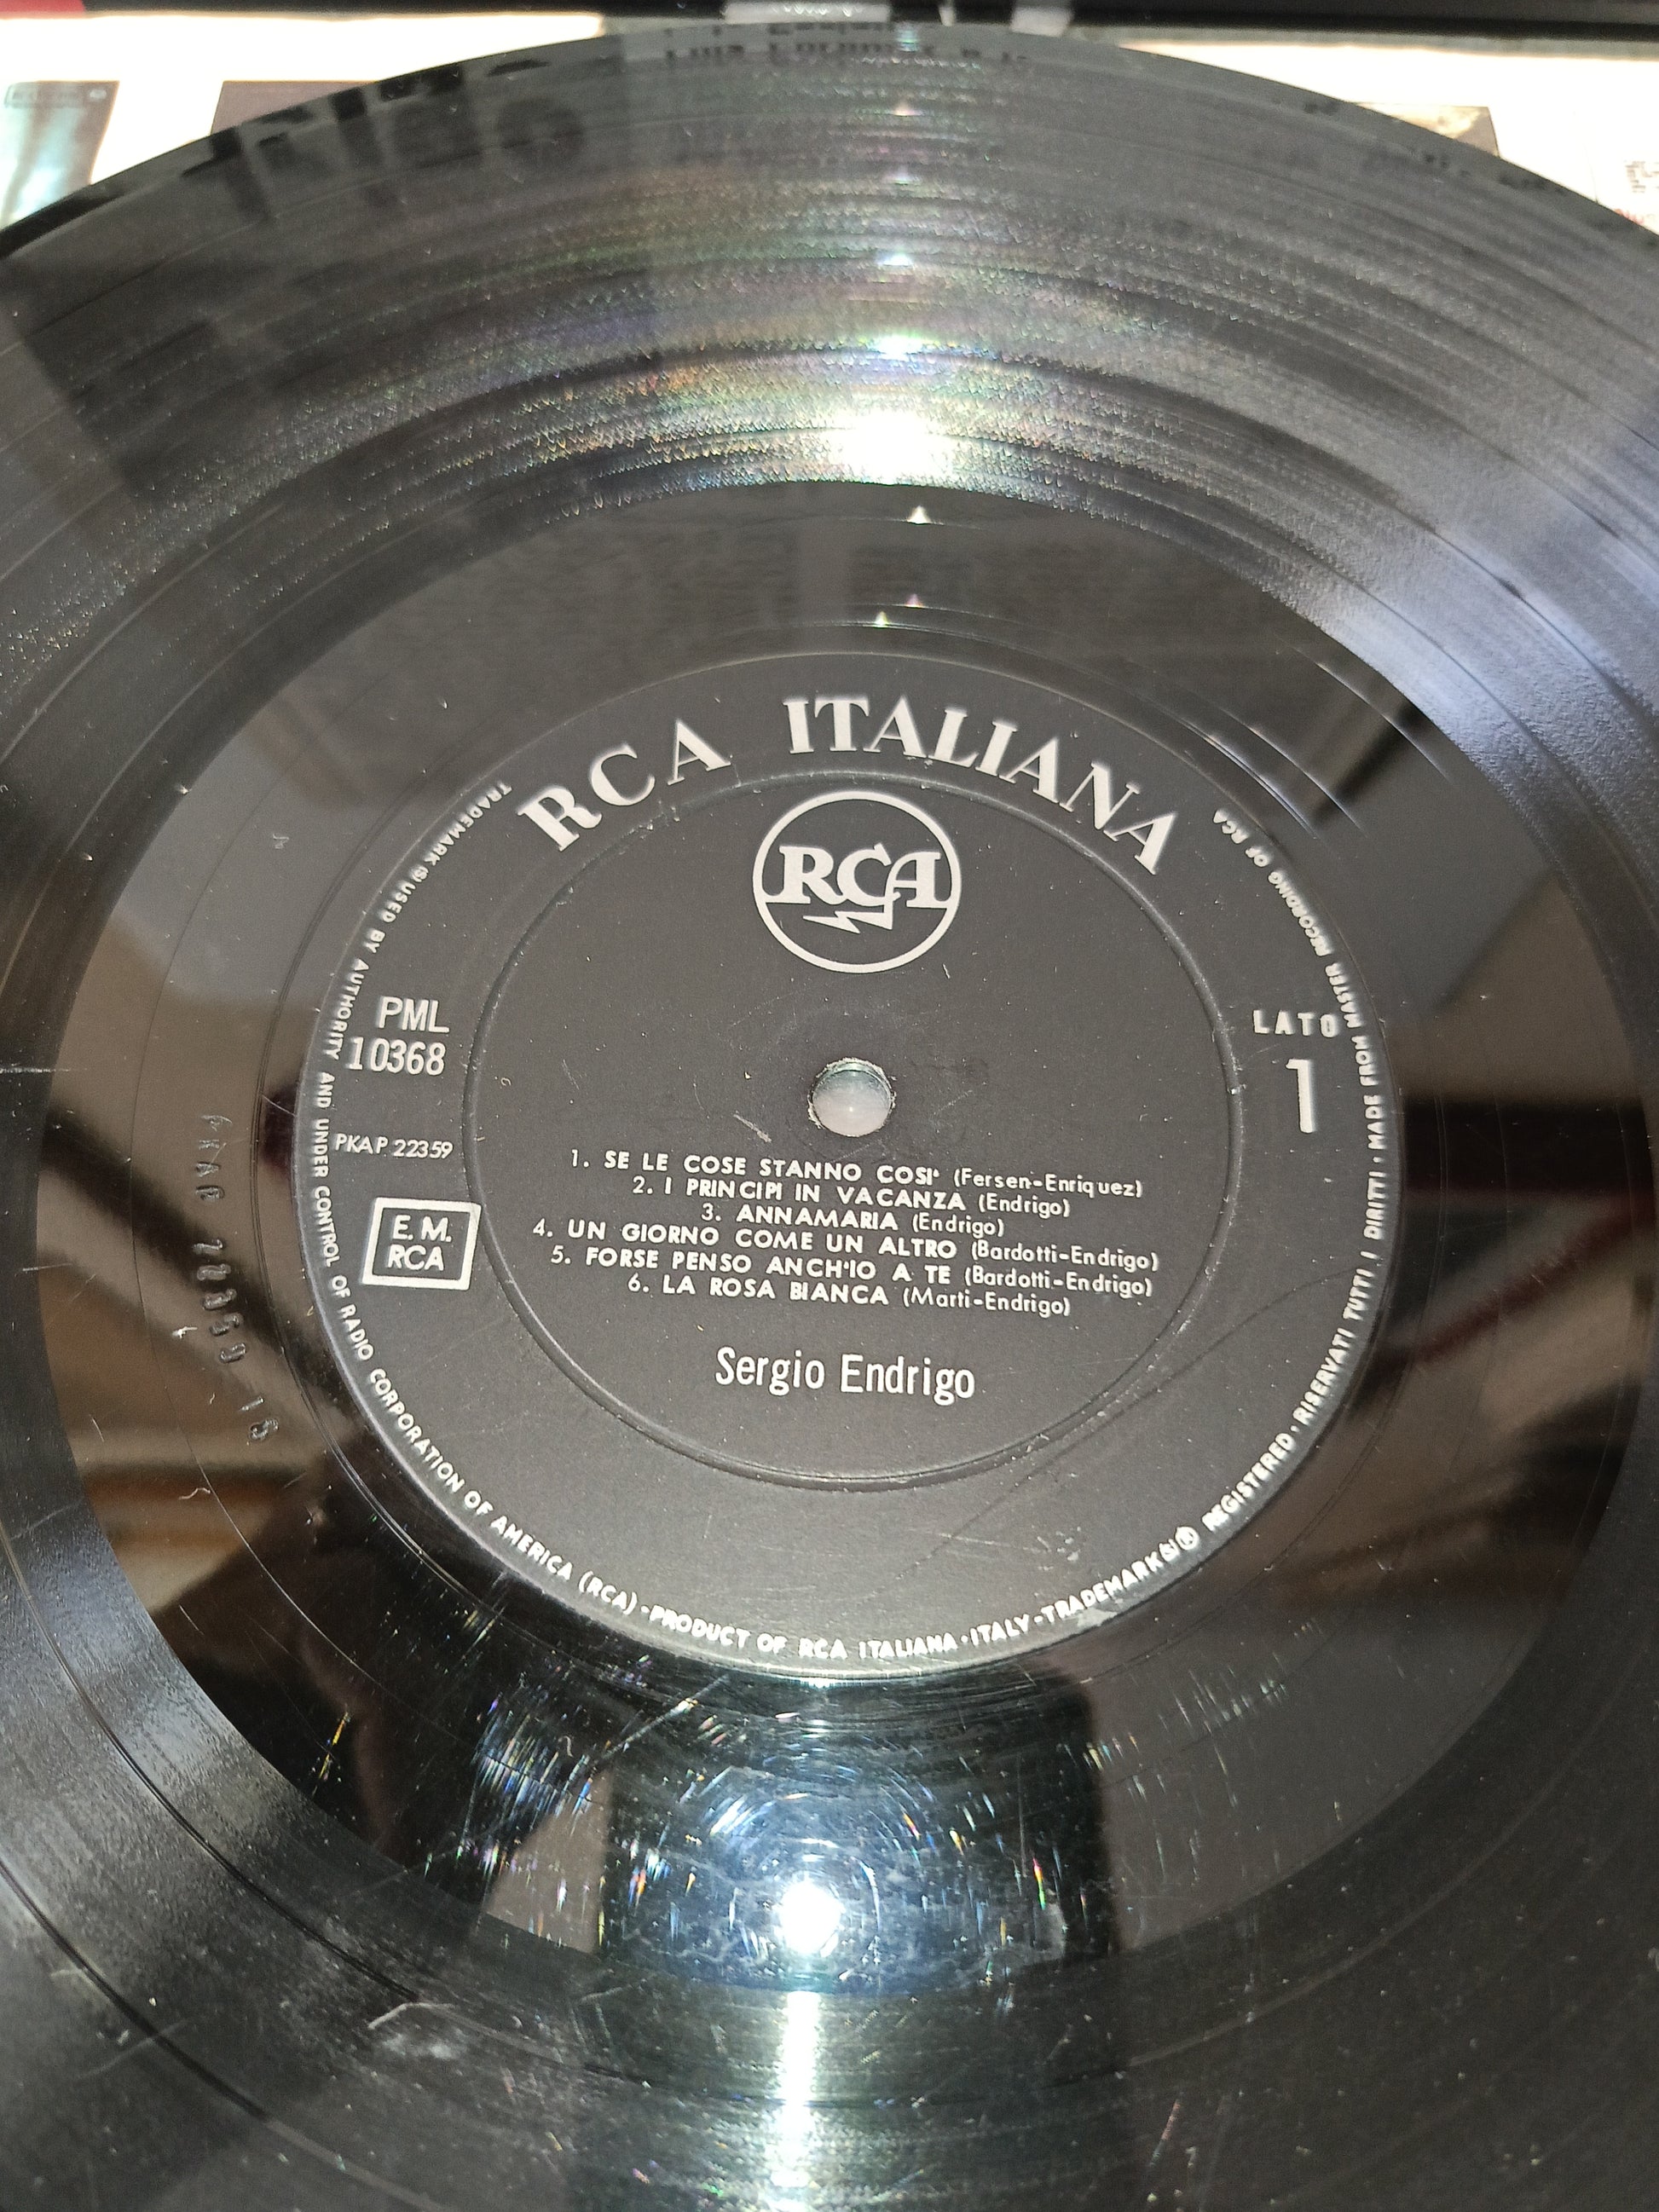 RCA ITALIANA
RCA
PML
10368
PKAP 22359
E.M.
RCA
LATO
1
1. SE LE COSE STANNO COSI' (Fersen-Enriquez)
2. I PRINCIPI IN VACANZA (Endrigo)
3. ANNAMARIA (Endrigo)
4. UN GIORNO COME UN ALTRO (Bardotti-Endrigo)
5. FORSE PENSO ANCH'IO A TE (Bardotti-Endrigo)
6. LA ROSA BIANCA (Marti-Endrigo)
Sergio Endrigo
TRADEMARK(S) USED BY AUTHORITY AND UNDER CONTROL OF RADIO CORPORATION OF AMERICA (RCA)·PRODUCT OF RCA ITALIANA·ITALY-TRADEMARK(S) ® REGISTERED·RISERVATI TUTTI I DIRITTI·MADE FROM MASTER RECORDING OF RCA